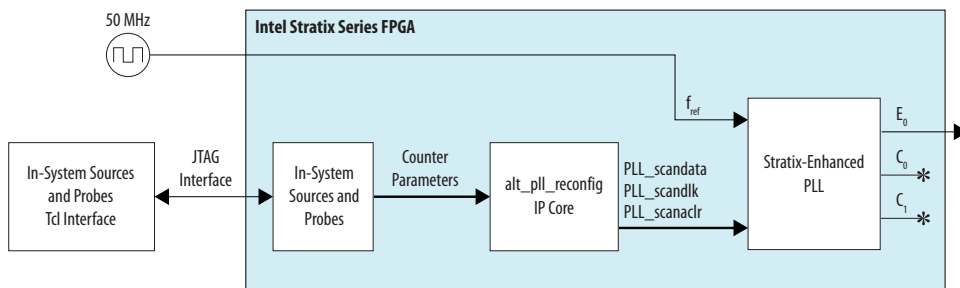 50 MHz
Intel Stratix Series FPGA
f_ref
In-System Sources
and Probes
Tcl Interface
JTAG
Interface
In-System
Sources and
Probes
Counter
Parameters
alt_pll_reconfig
IP Core
PLL_scandata
PLL_scandlk
PLL_scanaclr
Stratix-Enhanced
PLL
E0
C0
C1